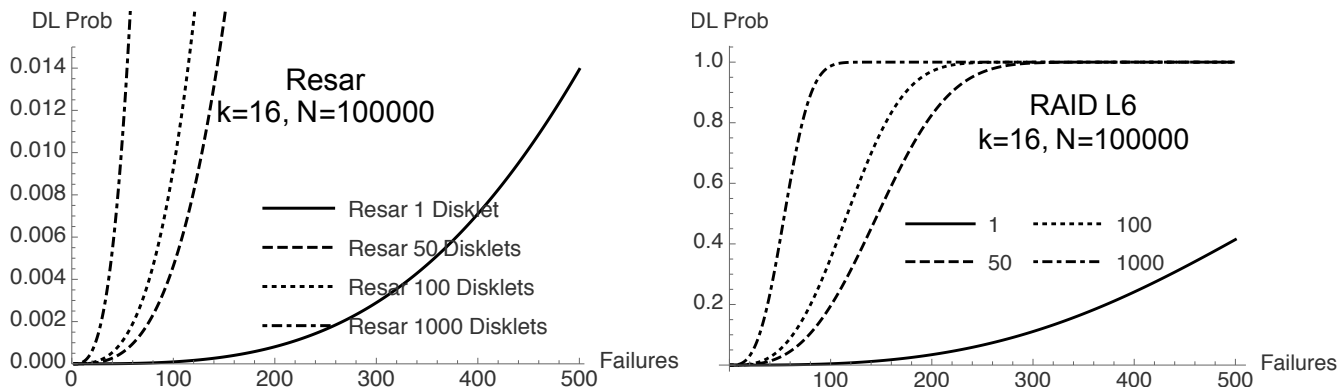 DL Prob
0.014
0.012
0.010
0.008
0.006
0.004
0.002
0.000
0
100
200
300
400
500
Failures
Resar
k=16, N=100000
Resar 1 Disklet
Resar 50 Disklets
Resar 100 Disklets
Resar 1000 Disklets
DL Prob
1.0
0.8
0.6
0.4
0.2
100
200
300
400
500
Failures
RAID L6
k=16, N=100000
1
100
50
1000